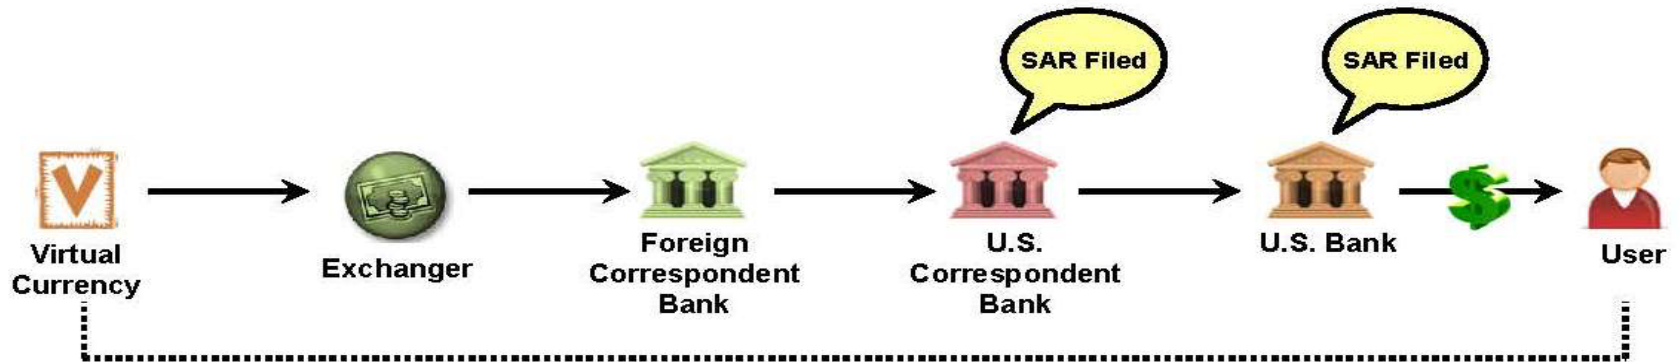 SAR Filed
SAR Filed
V
Virtual
Currency
Exchanger
Foreign
Correspondent
Bank
U.S.
Correspondent
Bank
U.S. Bank
$
User